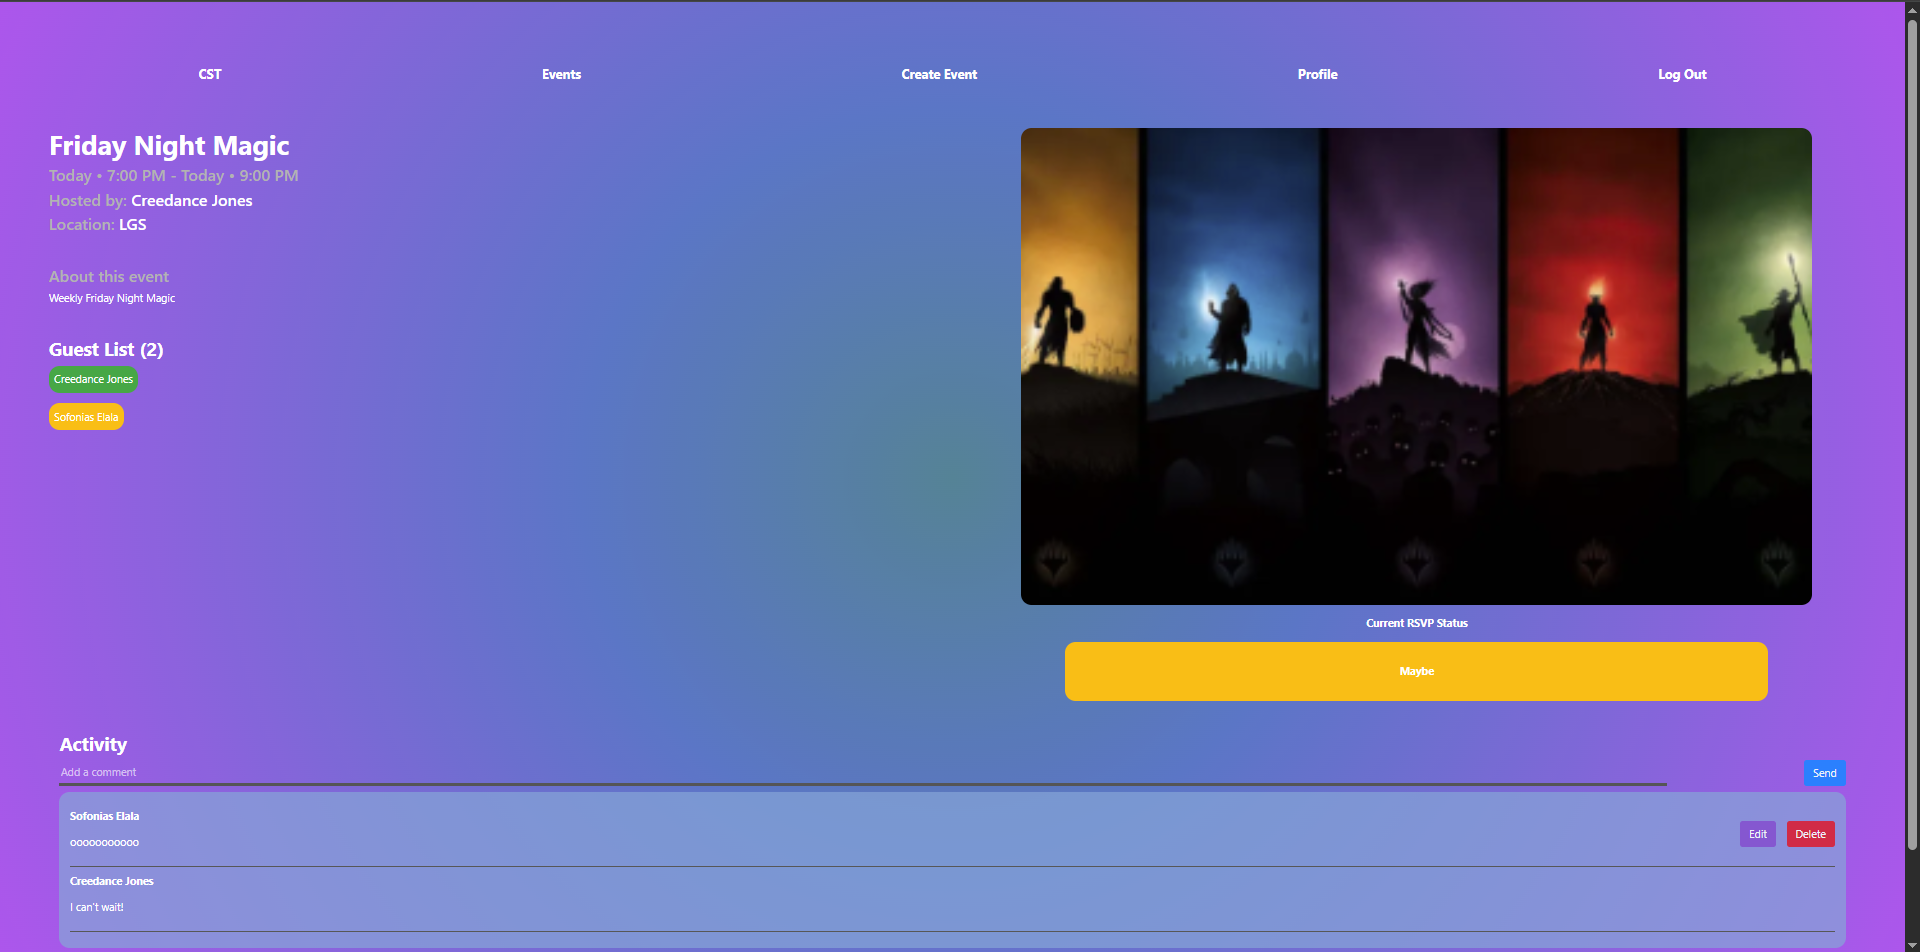 CST
Events
Create Event
Profile
Log Out
Friday Night Magic
Today • 7:00 PM - Today • 9:00 PM
Hosted by: Creedance Jones
Location: LGS
About this event
Weekly Friday Night Magic
Guest List (2)
Creedance Jones
Sofonias Elala
Current RSVP Status
Maybe
Activity
Add a comment
Send
Sofonias Elala
ooooooooooo
Edit
Delete
Creedance Jones
I can't wait!